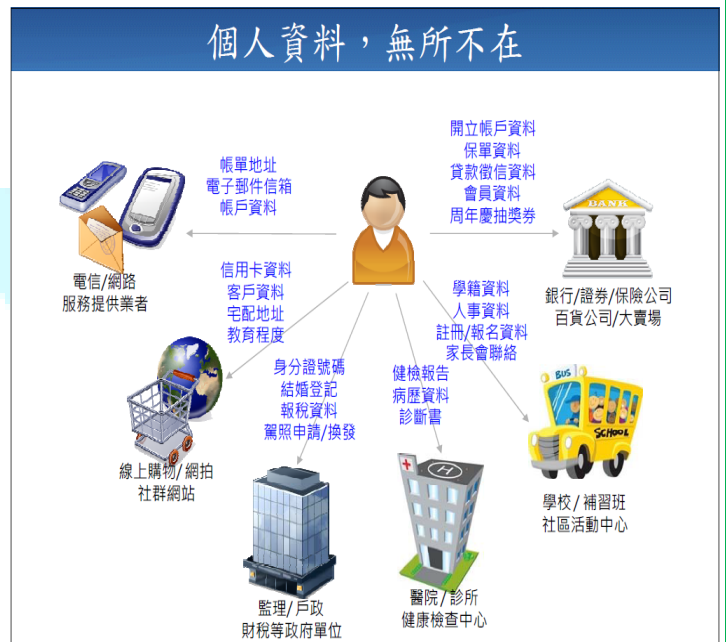 個人資料，無所不在
帳單地址
電子郵件信箱
帳戶資料
開立帳戶資料
保單資料
貸款徵信資料
會員資料
周年慶抽獎券
BANK
電信/網路
服務提供業者
銀行/證券/保險公司
百貨公司/大賣場
信用卡資料
客戶資料
宅配地址
教育程度
學籍資料
人事資料
註冊/報名資料
家長會聯絡
身分證號碼
結婚登記
報稅資料
駕照申請/換發
健檢報告
病歷資料
診斷書
BUS
SCHOOL
線上購物/網拍
社群網站
H
學校/補習班
社區活動中心
監理/戶政
財稅等政府單位
醫院/診所
健康檢查中心